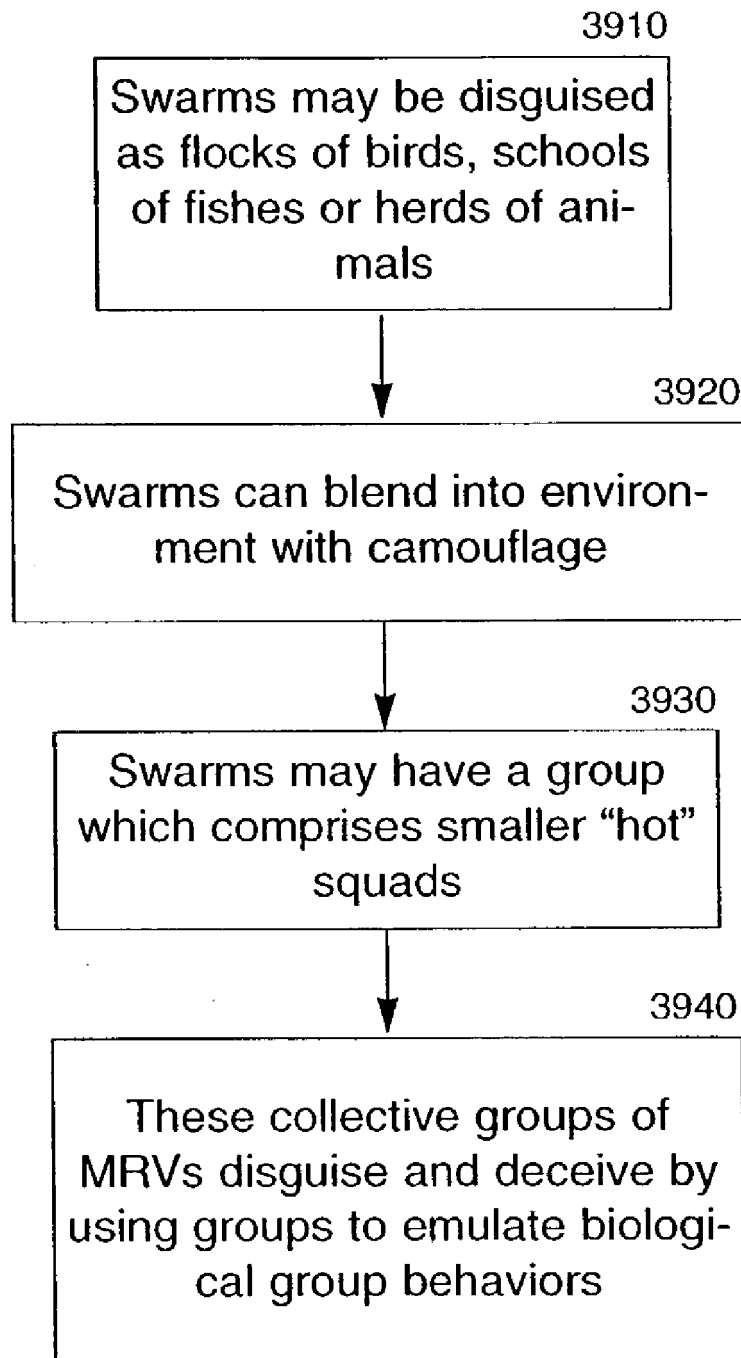 3910
Swarms may be disguised
as flocks of birds, schools
of fishes or herds of ani-
mals
3920
Swarms can blend into environ-
ment with camouflage
3930
Swarms may have a group
which comprises smaller “hot”
squads
3940
These collective groups of
MRVs disguise and deceive by
using groups to emulate biologi-
cal group behaviors